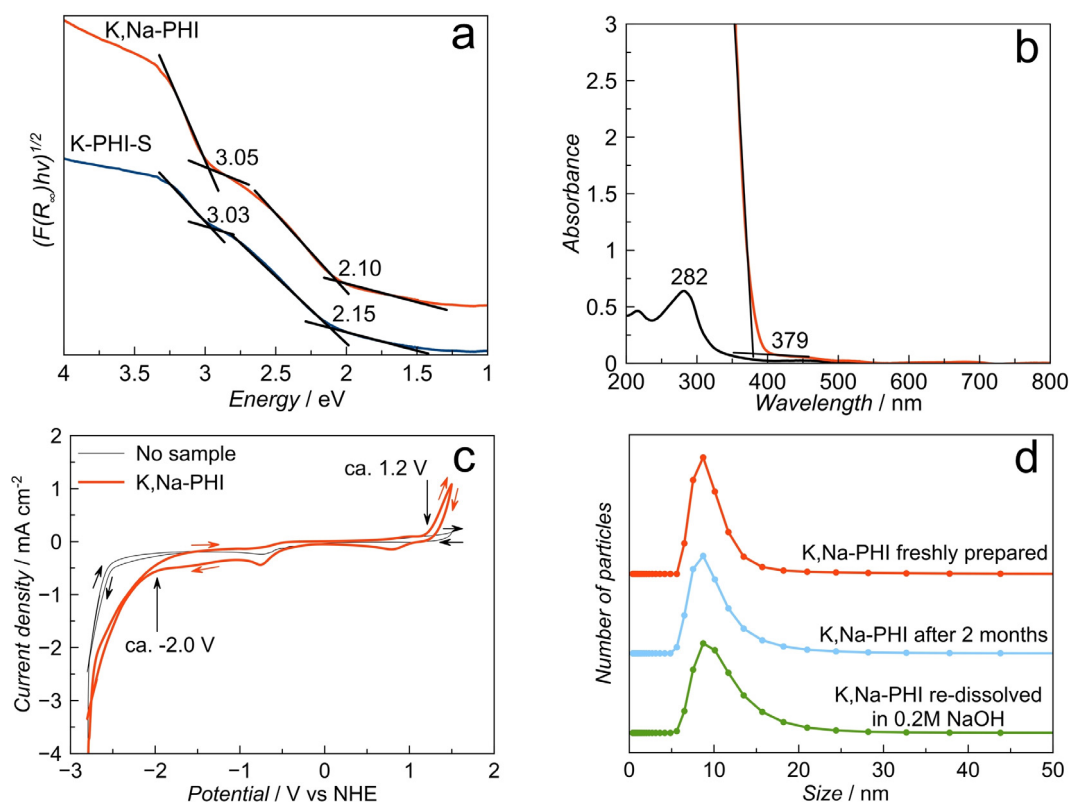 a
K,Na-PHI
K-PHI-S
3.05
3.03
2.10
2.15
(F(R∞)hν)1/2
4
3.5
3
2.5
2
1.5
1
Energy / eV
b
3
2.5
2
1.5
1
0.5
0
Absorbance
282
379
200
300
400
500
600
700
800
Wavelength / nm
c
No sample
K,Na-PHI
ca. 1.2 V
ca. -2.0 V
2
1
0
−1
−2
−3
−4
Current density / mA cm-2
−3
−2
−1
0
1
2
Potential / V vs NHE
d
Number of particles
K,Na-PHI freshly prepared
K,Na-PHI after 2 months
K,Na-PHI re-dissolved
in 0.2M NaOH
0
10
20
30
40
50
Size / nm